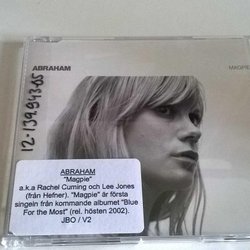 ABRAHAM
MAGPIE
12-139943-05
ABRAHAM
"Magpie"
a.k.a Rachel Cuming och Lee Jones
(från Hefner). "Magpie" är första
singeln från kommande albumet "Blue
For the Most" (rel. hösten 2002).
JBO / V2